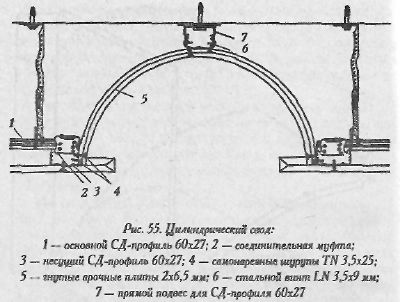 7
6
5
1
2 3 4
Рис. 55. Цилиндрический свод:
1 — основной СД-профиль 60х27; 2 — соединительная муфта;
3 — несущий СД-профиль 60х27; 4 — самонарезные шурупы TN 3,5х25;
5 — гнутые арочные плиты 2х6,5 мм; 6 — стальной винт LN 3,5х9 мм;
7 — прямой подвес для СД-профиля 60х27